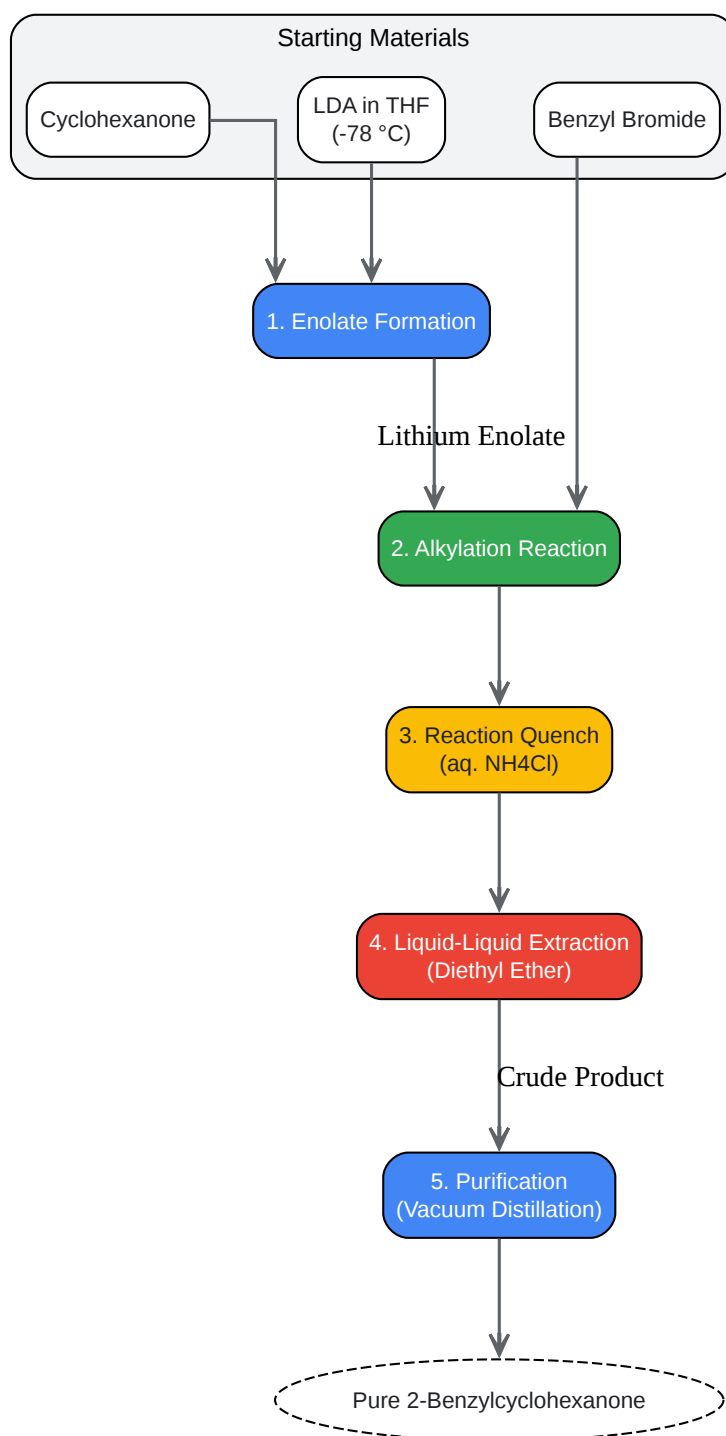 Starting Materials
Cyclohexanone
LDA in THF
(-78 °C)
Benzyl Bromide
1. Enolate Formation
Lithium Enolate
2. Alkylation Reaction
3. Reaction Quench
(aq. NH4Cl)
4. Liquid-Liquid Extraction
(Diethyl Ether)
Crude Product
5. Purification
(Vacuum Distillation)
Pure 2-Benzylcyclohexanone